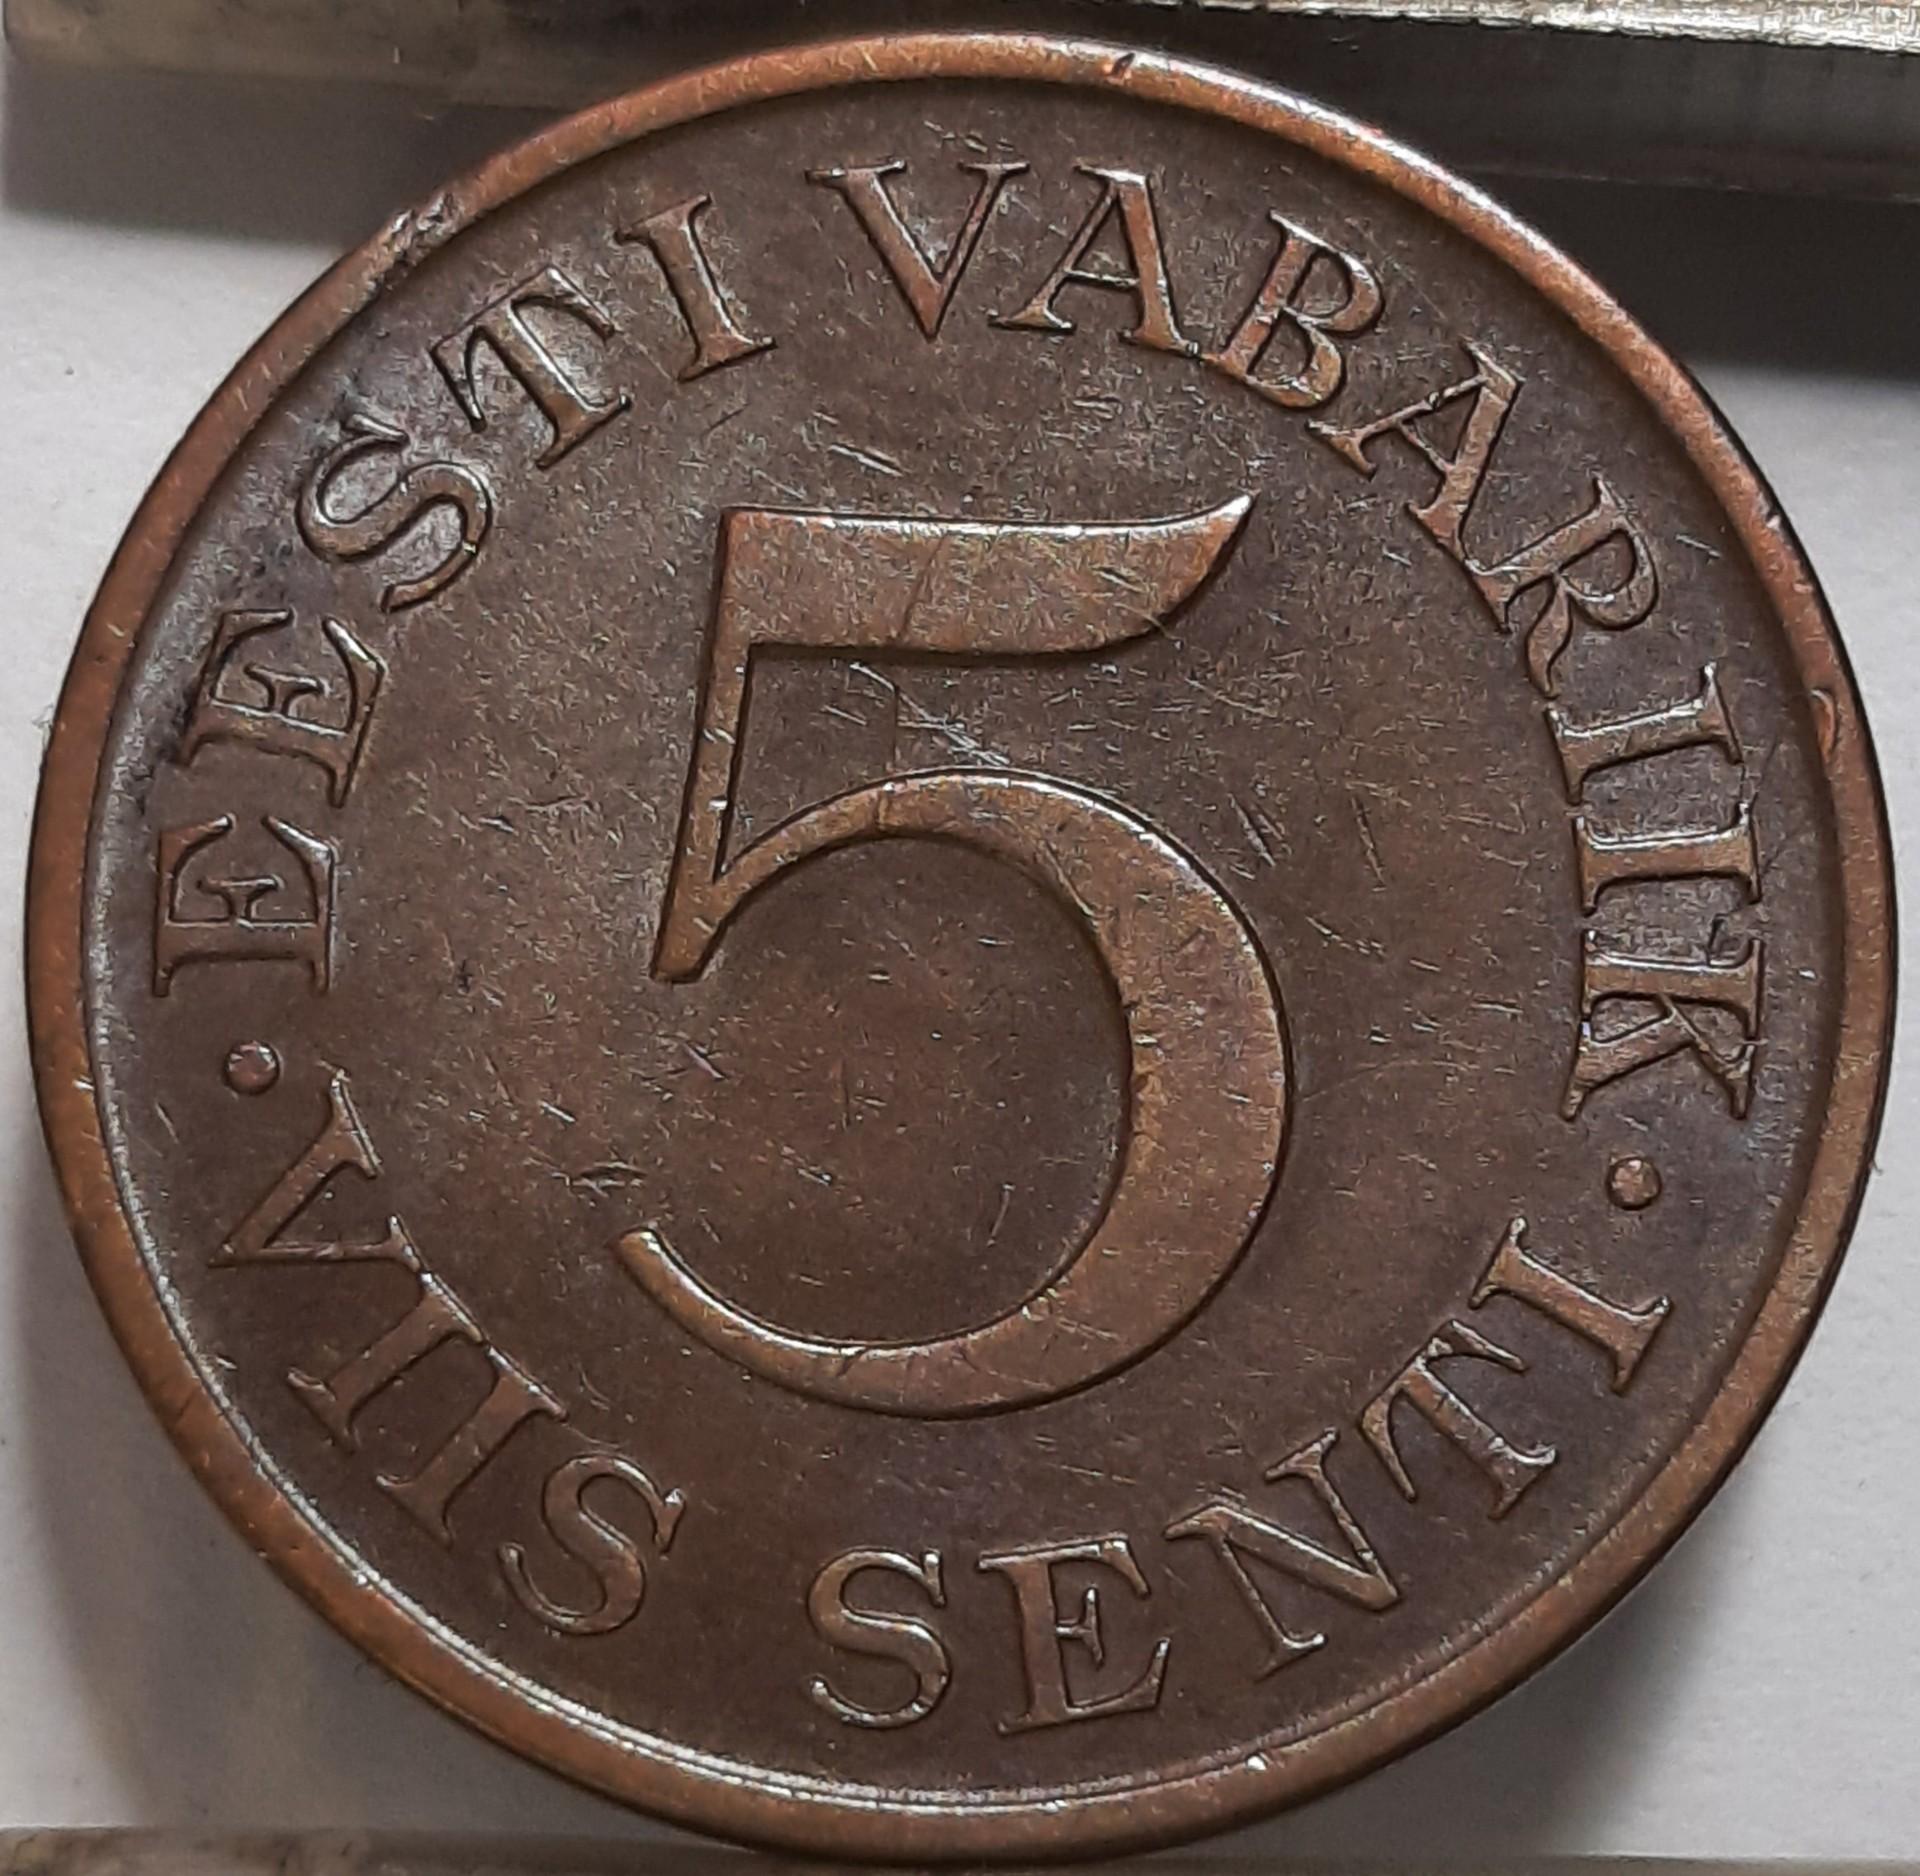 EESTI VABARIIK
5
· VIIS SENTI ·